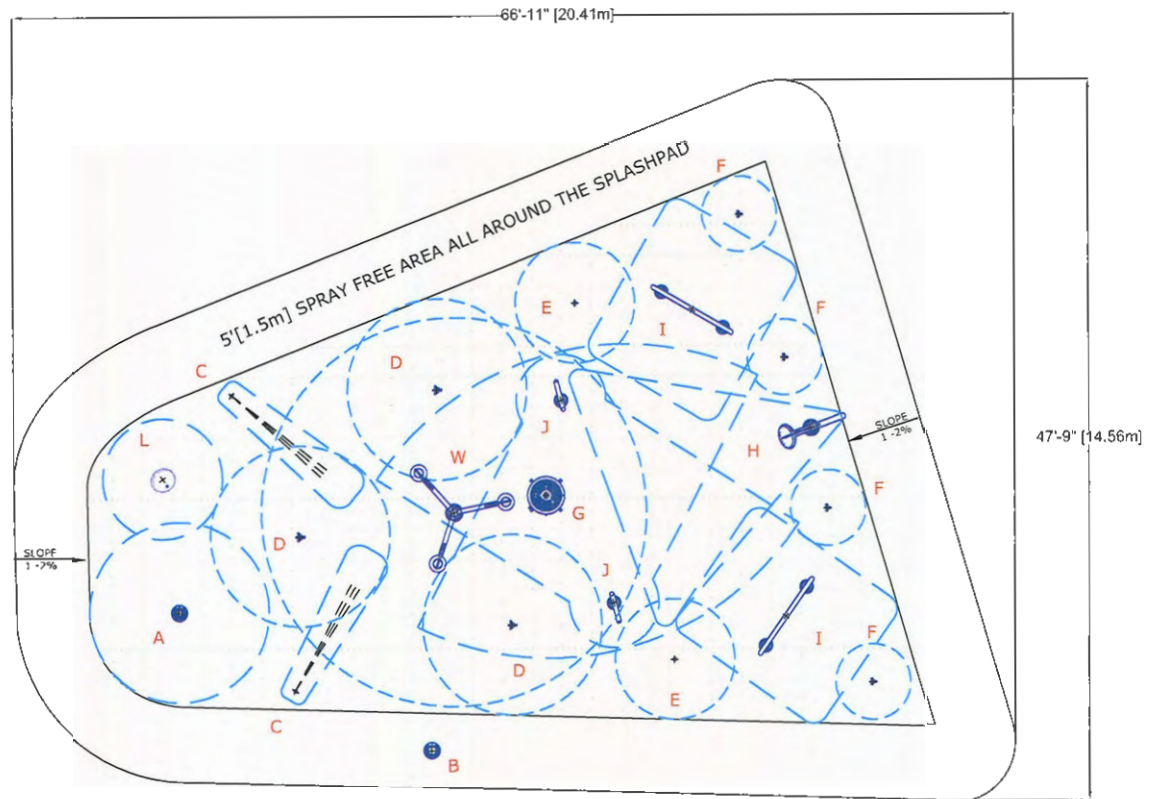 66'-11" [20.41m]
5'[1.5m] SPRAY FREE AREA ALL AROUND THE SPLASHPAD
F
E
F
I
C
D
SLOPE
1 -2%
47'-9" [14.56m]
J
L
W
H
F
G
D
SLOPE
1 -2%
J
A
I
F
D
E
C
B